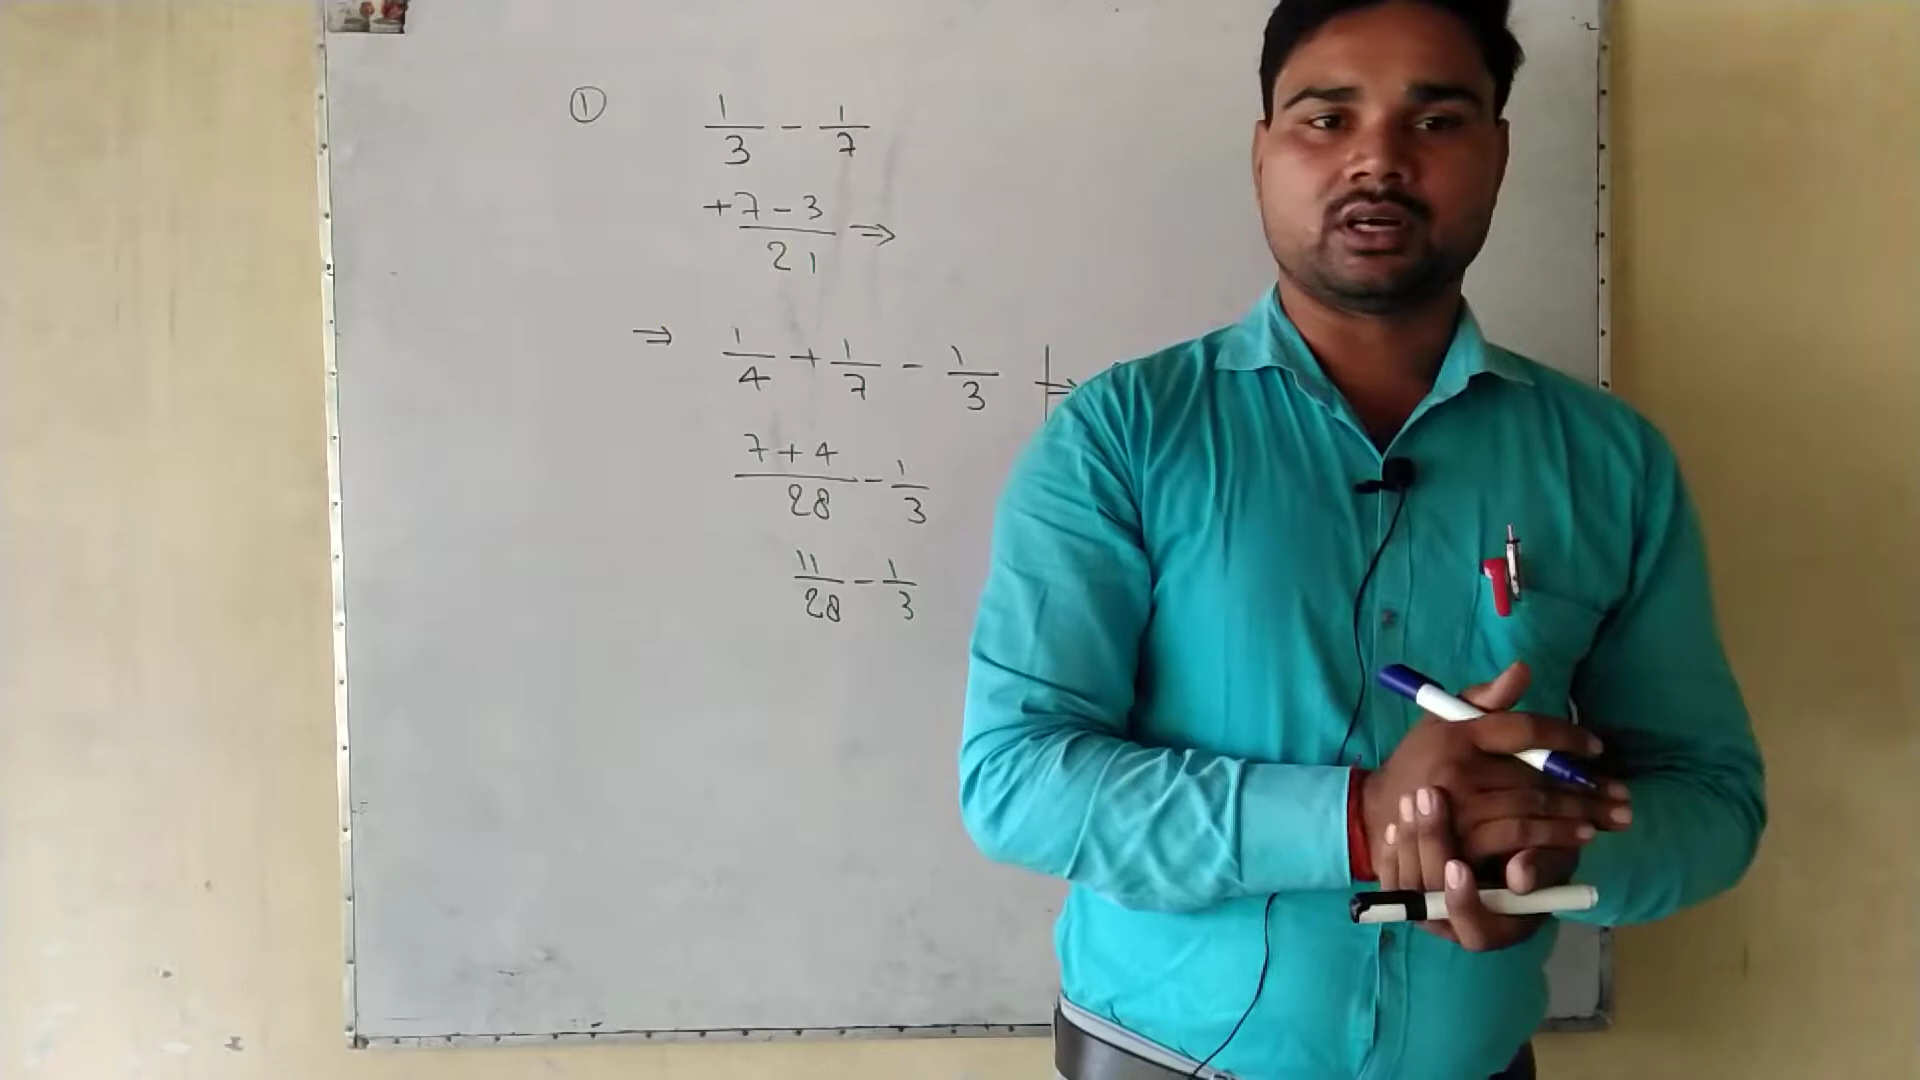 ① 1/3 - 1/7
+7-3/21 ⇒
⇒ 1/4 + 1/7 - 1/3
7+4/28 - 1/3
11/28 - 1/3